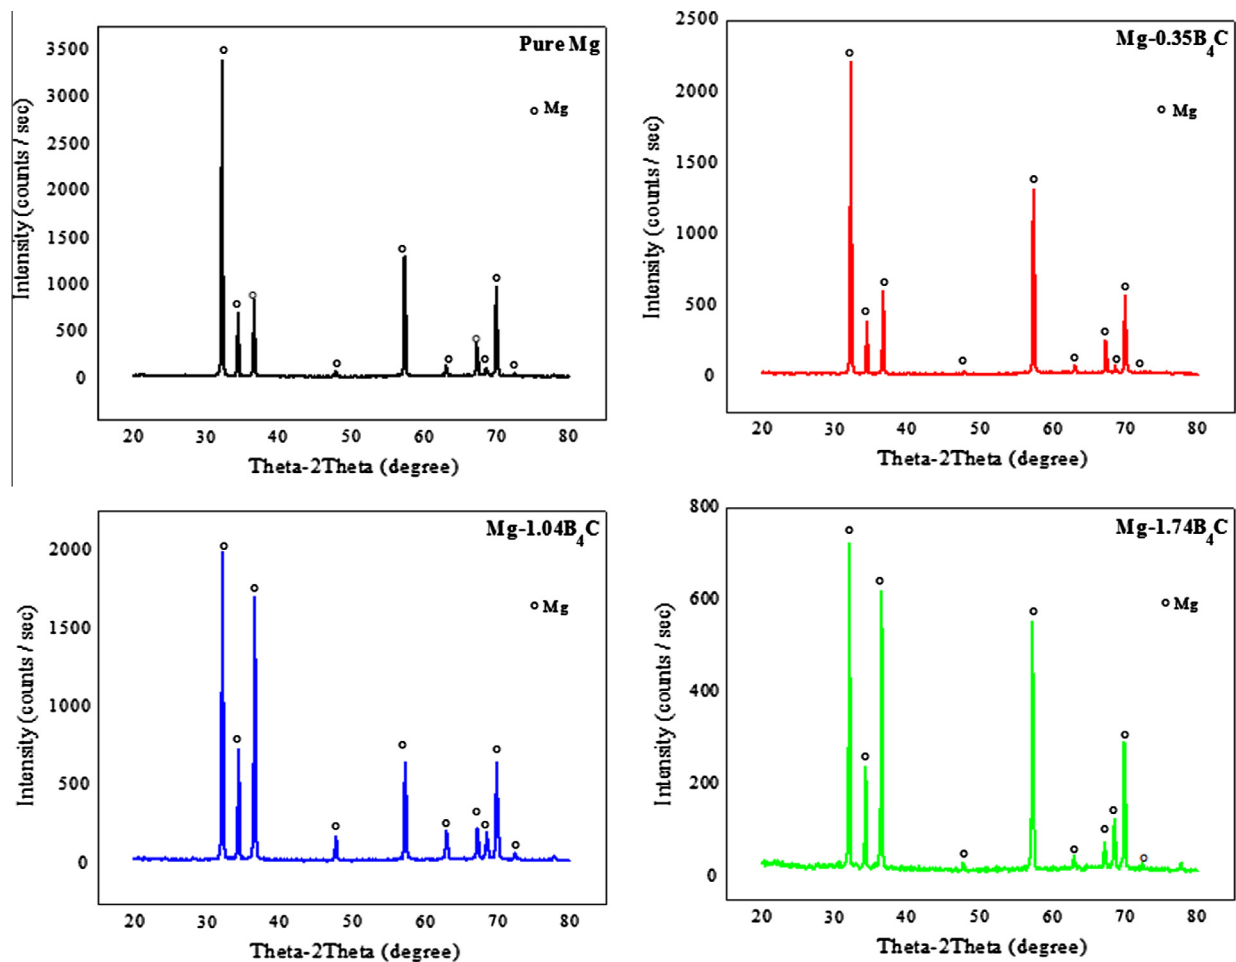 Pure Mg
Mg
3500
3000
2500
2000
1500
1000
500
0
Intensity (counts / sec)
20 30 40 50 60 70 80
Theta-2Theta (degree)
Mg-0.35B4C
Mg
2500
2000
1500
1000
500
0
Intensity (counts / sec)
20 30 40 50 60 70 80
Theta-2Theta (degree)
Mg-1.04B4C
Mg
2000
1500
1000
500
0
Intensity (counts / sec)
20 30 40 50 60 70 80
Theta-2Theta (degree)
Mg-1.74B4C
Mg
800
600
400
200
0
Intensity (counts / sec)
20 30 40 50 60 70 80
Theta-2Theta (degree)